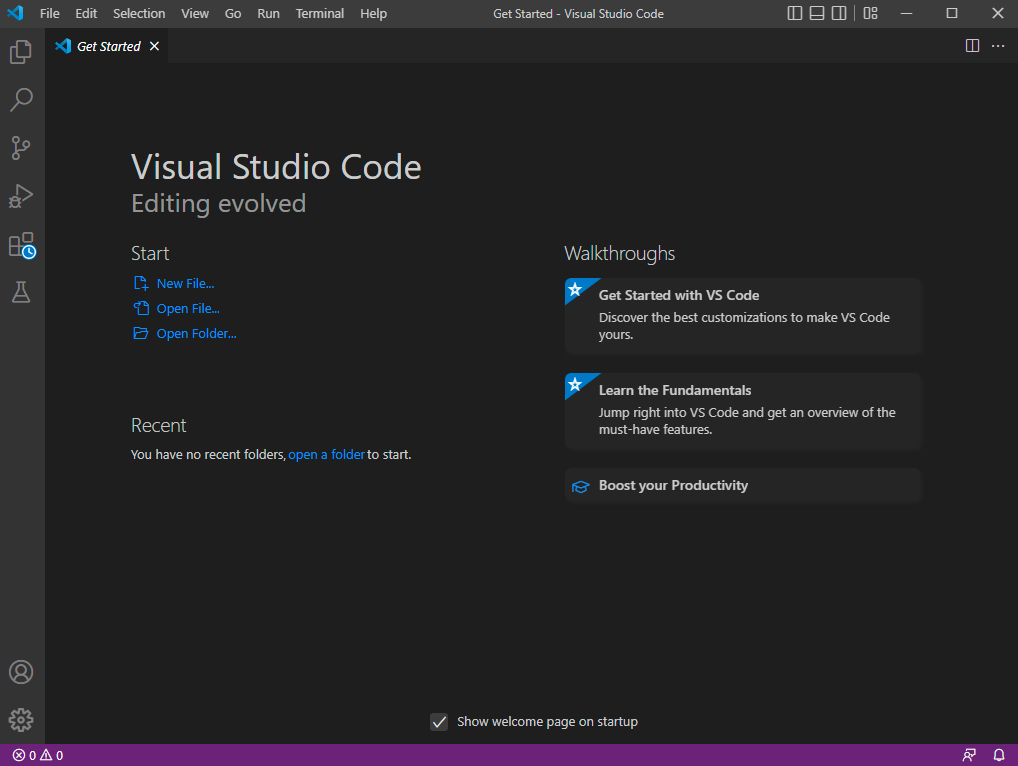 File Edit Selection View Go Run Terminal Help Get Started - Visual Studio Code
Get Started
Visual Studio Code
Editing evolved
Start
New File...
Open File...
Open Folder...
Recent
You have no recent folders, open a folder to start.
Walkthroughs
Get Started with VS Code
Discover the best customizations to make VS Code
yours.
Learn the Fundamentals
Jump right into VS Code and get an overview of the
must-have features.
Boost your Productivity
Show welcome page on startup
0 0